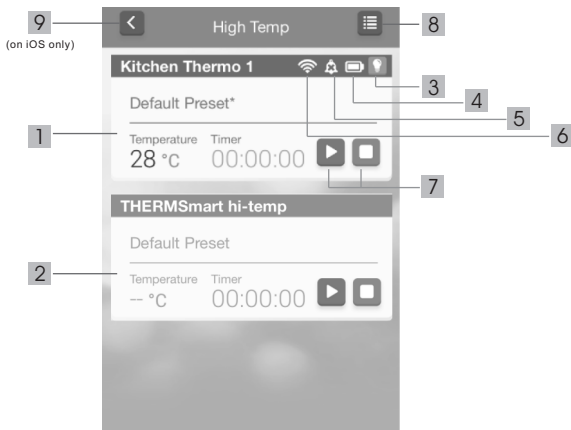 9
(on iOS only)
High Temp
8
Kitchen Thermo 1
3
4
5
6
Default Preset*
1
Temperature Timer
28 °C 00:00:00
7
THERMSmart hi-temp
Default Preset
2
Temperature Timer
-- °C 00:00:00